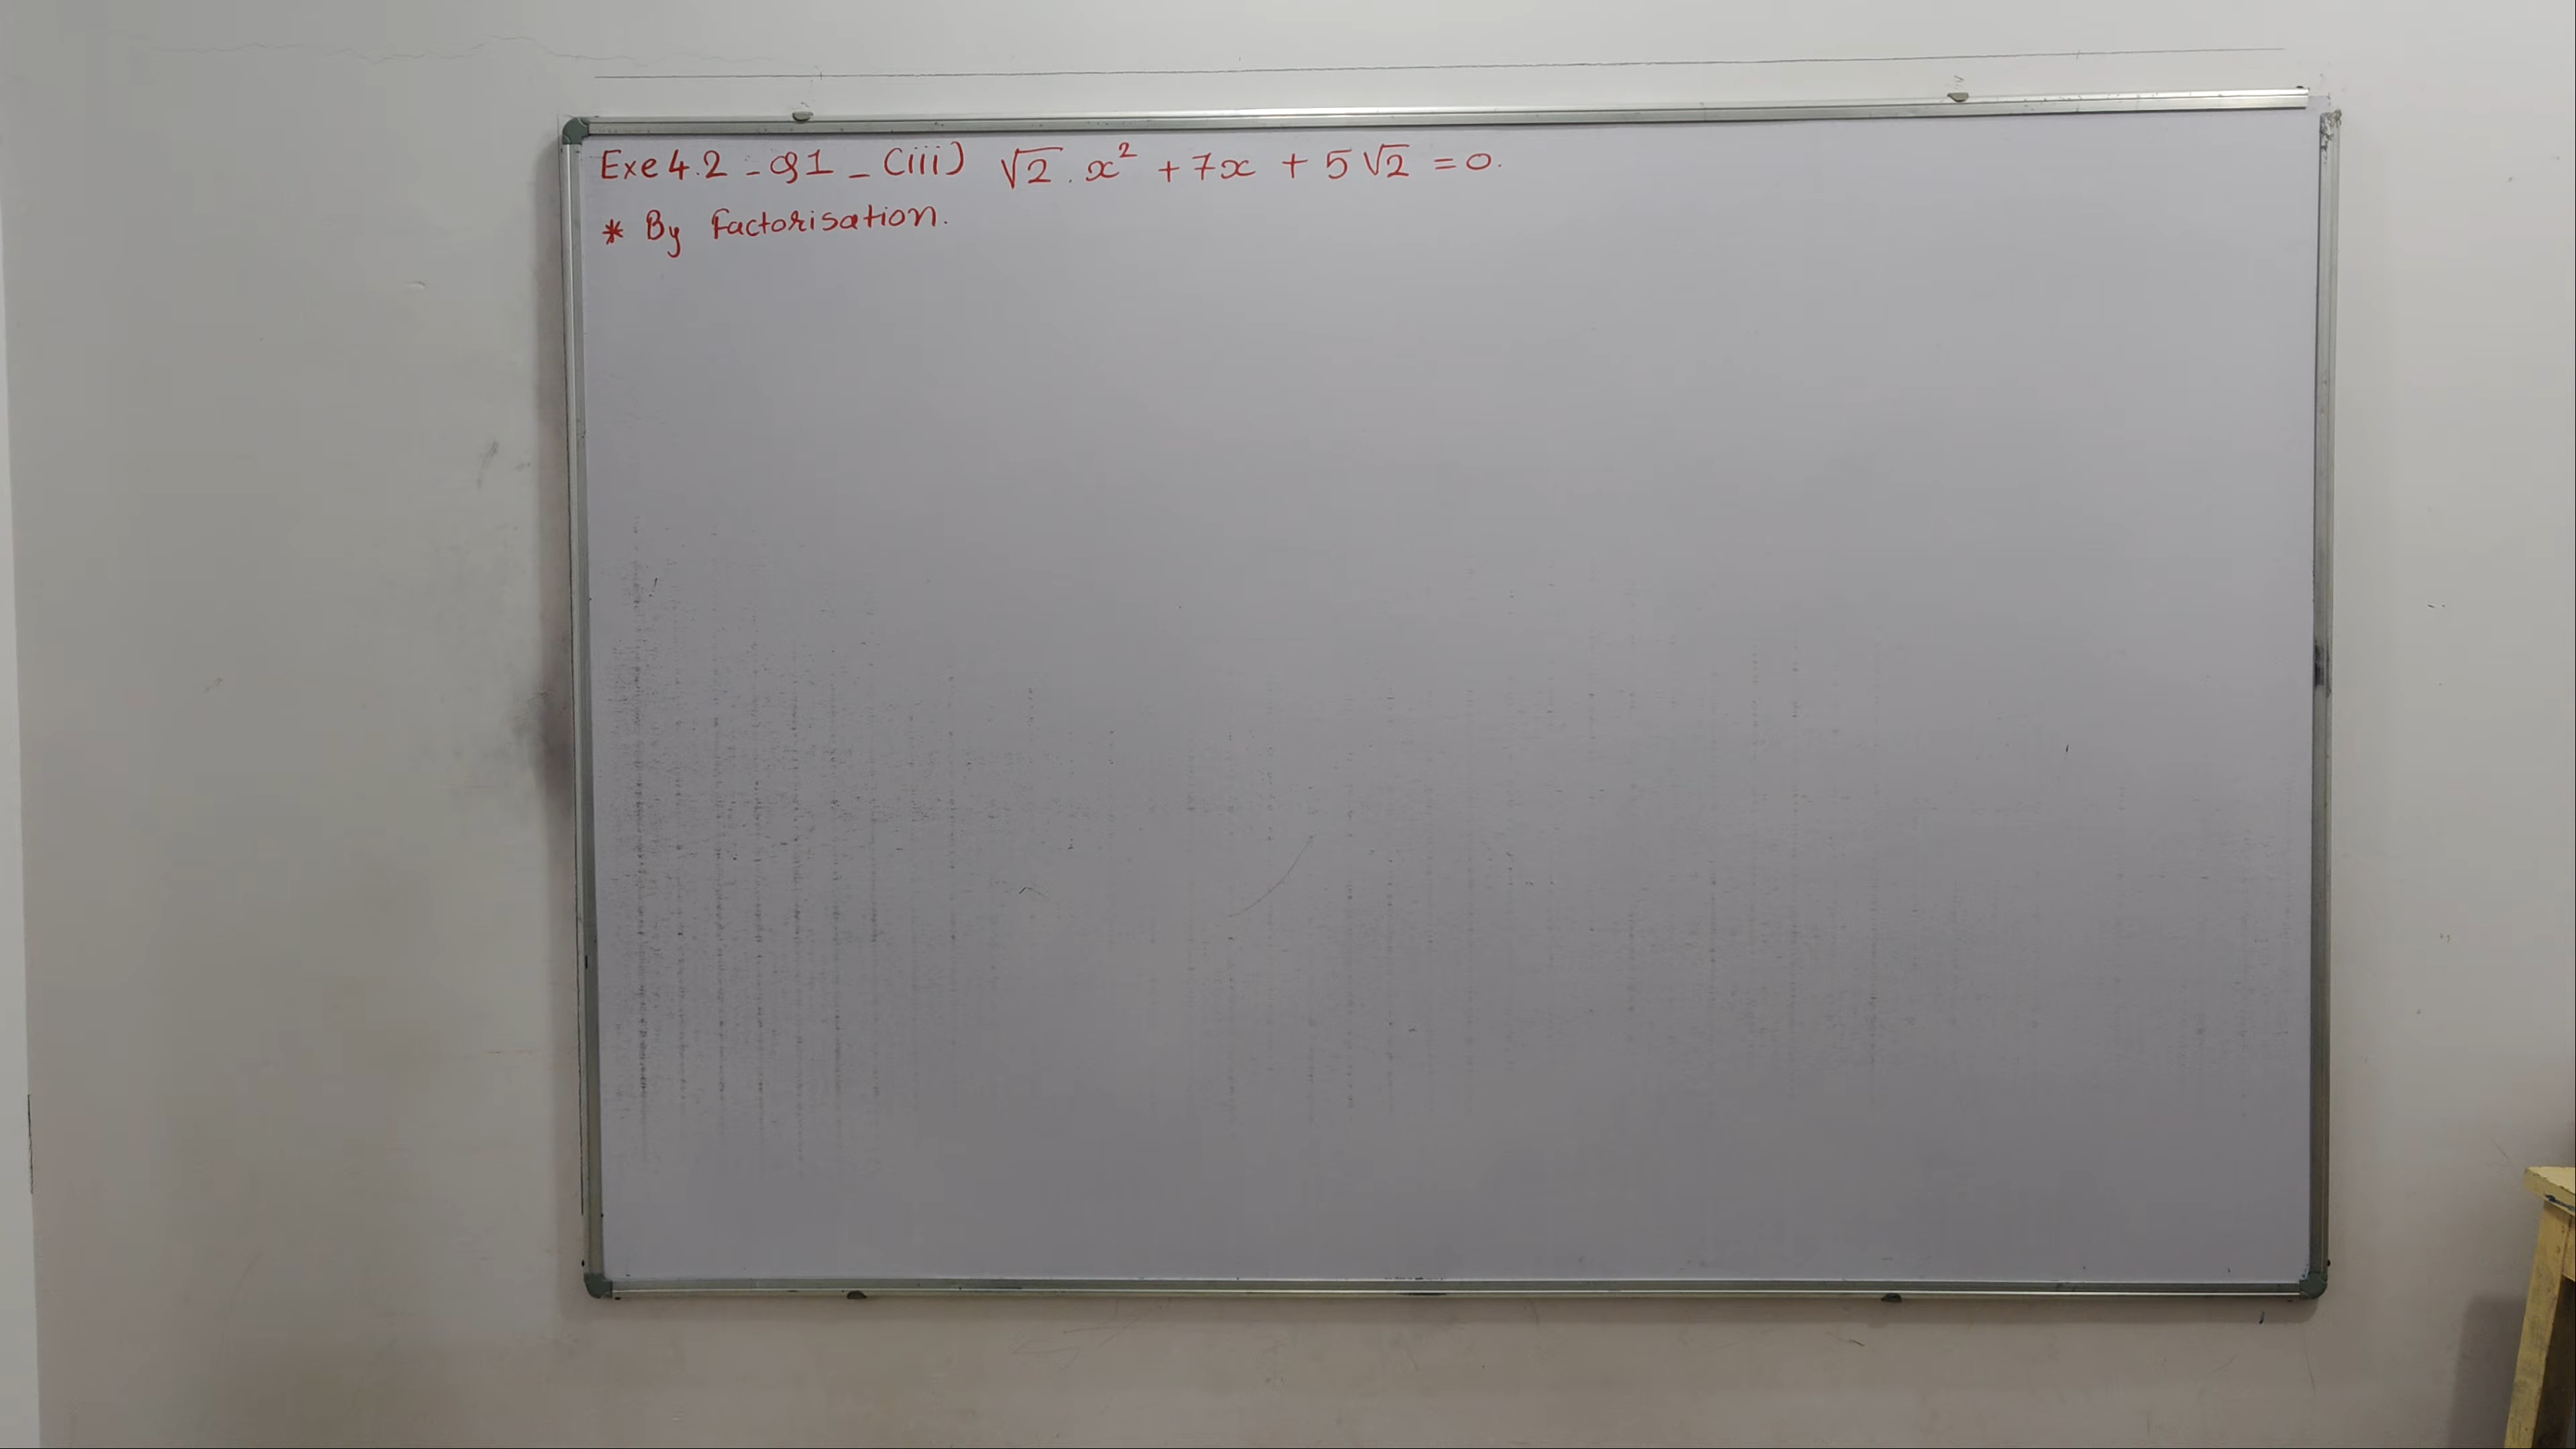 Exe 4.2 - Q1 - (iii) √2 . x² + 7x + 5√2 = 0.
* By Factorisation.